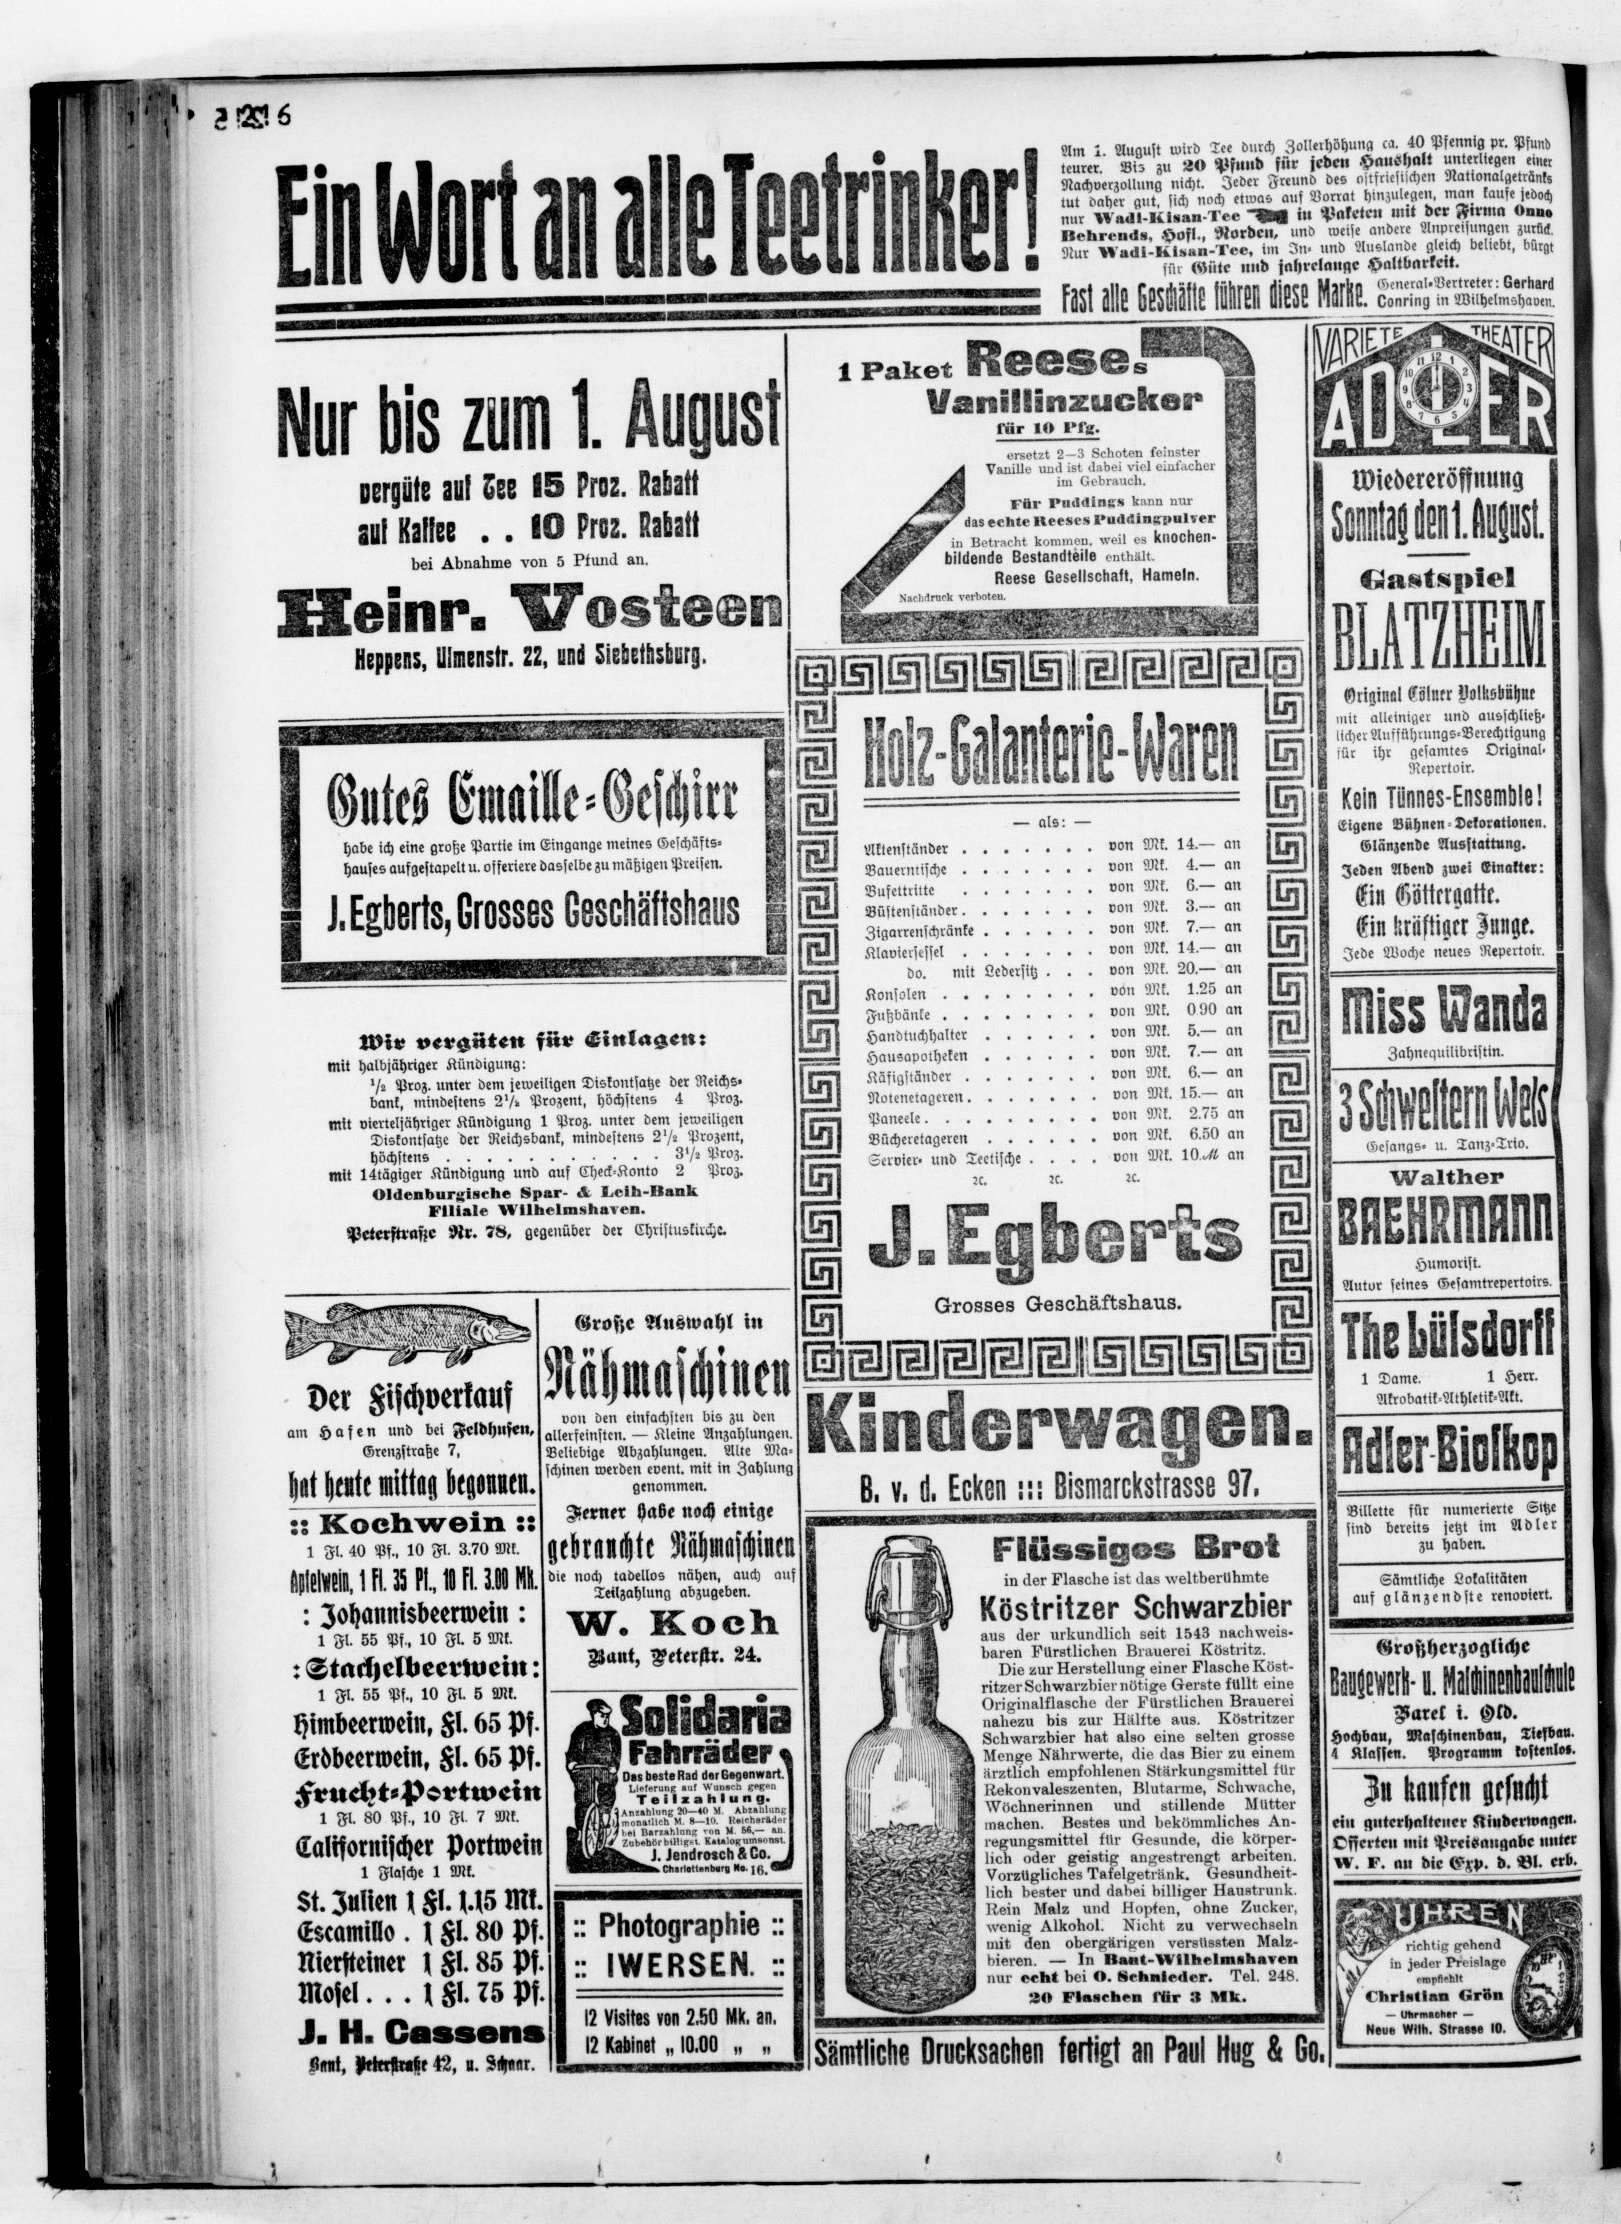 Ein Wort an alle Teetrinker!
Am 1. August wird Tee durch Zollerhöhung ca. 40 Pfennig pr. Pfund
teurer. Bis zu 20 Pfund für jeden Haushalt unterliegen einer
Nachverzollung nicht. Jeder Freund des ostfriesischen Nationalgetränks
tut daher gut, sich noch etwas auf Vorrat hinzulegen, man kaufe jedoch
nur Wadi-Kisan-Tee in Paketen mit der Firma Onno
Behrends, Hofl., Norden, und weise andere Anpreisungen zurück.
Nur Wadi-Kisan-Tee, im In- und Auslande gleich beliebt, bürgt
für Güte und jahrelange Haltbarkeit.
Fast alle Geschäfte führen diese Marke.
General-Vertreter: Gerhard
Conring in Wilhelmshaven.
Nur bis zum 1. August
vergüte auf Tee 15 Proz. Rabatt
auf Kaffee . . 10 Proz. Rabatt
bei Abnahme von 5 Pfund an.
Heinr. Vosteen
Heppens, Ulmenstr. 22, und Siebethsburg.
Gutes Emaille-Geschirr
habe ich eine große Partie im Eingange meines Geschäfts-
hauses aufgestapelt u. offeriere dasselbe zu mäßigen Preisen.
J. Egberts, Grosses Geschäftshaus
Wir vergüten für Einlagen:
mit halbjähriger Kündigung:
1/2 Proz. unter dem jeweiligen Diskontsatze der Reichs-
bank, mindestens 2 1/2 Prozent, höchstens 4 Proz.
mit vierteljähriger Kündigung 1 Proz. unter dem jeweiligen
Diskontsatze der Reichsbank, mindestens 2 1/2 Prozent,
höchstens . . . . . . . . . . . 3 1/2 Proz.
mit 14tägiger Kündigung und auf Check-Konto 2 Proz.
Oldenburgische Spar- & Leih-Bank
Filiale Wilhelmshaven.
Peterstraße Nr. 78, gegenüber der Christuskirche.
Der Fischverkauf
am Hafen und bei Feldhusen,
Grenzstraße 7,
hat heute mittag begonnen.
:: Kochwein ::
1 Fl. 40 Pf., 10 Fl. 3.70 Mk.
Apfelwein, 1 Fl. 35 Pf., 10 Fl. 3.00 Mk.
: Johannisbeerwein :
1 Fl. 55 Pf., 10 Fl. 5 Mk.
: Stachelbeerwein :
1 Fl. 55 Pf., 10 Fl. 5 Mk.
Himbeerwein, Fl. 65 Pf.
Erdbeerwein, Fl. 65 Pf.
Frucht-Portwein
1 Fl. 80 Pf., 10 Fl. 7 Mk.
Californischer Portwein
1 Flasche 1 Mk.
St. Julien 1 Fl. 1.15 Mk.
Escamillo . 1 Fl. 80 Pf.
Niersteiner 1 Fl. 85 Pf.
Mosel . . . 1 Fl. 75 Pf.
J. H. Cassens
Bant, Peterstraße 42, u. Schaar.
Große Auswahl in
Nähmaschinen
von den einfachsten bis zu den
allerfeinsten. — Kleine Anzahlungen.
Beliebige Abzahlungen. Alte Ma-
schinen werden event. mit in Zahlung
genommen.
Ferner habe noch einige
gebrauchte Nähmaschinen
die noch tadellos nähen, auch auf
Teilzahlung abzugeben.
W. Koch
Bant, Peterstr. 24.
Solidaria
Fahrräder
Das beste Rad der Gegenwart.
Lieferung auf Wunsch gegen
Teilzahlung.
Anzahlung 20—40 M. Abzahlung
monatlich M. 8—10. Reichsräder
bei Barzahlung von M. 56,— an.
Zubehör billigst. Katalog umsonst.
J. Jendrosch & Co.
Charlottenburg No. 16.
:: Photographie ::
:: IWERSEN. ::
12 Visites von 2.50 Mk. an.
12 Kabinet „ 10.00 „ „
1 Paket Reeses
Vanillinzucker
für 10 Pfg.
ersetzt 2—3 Schoten feinster
Vanille und ist dabei viel einfacher
im Gebrauch.
Für Puddings kann nur
das echte Reeses Puddingpulver
in Betracht kommen, weil es knochen-
bildende Bestandteile enthält.
Reese Gesellschaft, Hameln.
Nachdruck verboten.
Holz-Galanterie-Waren
— als: —
Aktenständer . . . . . . . von Mk. 14.— an
Bauerntische . . . . . . . von Mk. 4.— an
Bufettritte . . . . . . . von Mk. 6.— an
Büstenständer . . . . . . . von Mk. 3.— an
Zigarrenschränke . . . . . . von Mk. 7.— an
Klaviersessel . . . . . . . von Mk. 14.— an
do. mit Ledersitz . . . von Mk. 20.— an
Konsolen . . . . . . . . von Mk. 1.25 an
Fußbänke . . . . . . . . von Mk. 0 90 an
Handtuchhalter . . . . . . von Mk. 5.— an
Hausapotheken . . . . . . von Mk. 7.— an
Käfigständer . . . . . . . von Mk. 6.— an
Notenetageren . . . . . . . von Mk. 15.— an
Paneele . . . . . . . . . von Mk. 2.75 an
Bücheretageren . . . . . . von Mk. 6.50 an
Servier- und Teetische . . . . von Mk. 10.ℳ an
ꝛc. ꝛc. ꝛc.
J. Egberts
Grosses Geschäftshaus.
Kinderwagen.
B. v. d. Ecken ::: Bismarckstrasse 97.
Flüssiges Brot
in der Flasche ist das weltberühmte
Köstritzer Schwarzbier
aus der urkundlich seit 1543 nachweis-
baren Fürstlichen Brauerei Köstritz.
Die zur Herstellung einer Flasche Köst-
ritzer Schwarzbier nötige Gerste füllt eine
Originalflasche der Fürstlichen Brauerei
nahezu bis zur Hälfte aus. Köstritzer
Schwarzbier hat also eine selten grosse
Menge Nährwerte, die das Bier zu einem
ärztlich empfohlenen Stärkungsmittel für
Rekonvaleszenten, Blutarme, Schwache,
Wöchnerinnen und stillende Mütter
machen. Bestes und bekömmliches An-
regungsmittel für Gesunde, die körper-
lich oder geistig angestrengt arbeiten.
Vorzügliches Tafelgetränk. Gesundheit-
lich bester und dabei billiger Haustrunk.
Rein Malz und Hopfen, ohne Zucker,
wenig Alkohol. Nicht zu verwechseln
mit den obergärigen versüssten Malz-
bieren. — In Bant-Wilhelmshaven
nur echt bei O. Schnieder. Tel. 248.
20 Flaschen für 3 Mk.
Sämtliche Drucksachen fertigt an Paul Hug & Co.
VARIETE THEATER
ADLER
Wiedereröffnung
Sonntag den 1. August.
Gastspiel
BLATZHEIM
Original Cölner Volksbühne
mit alleiniger und ausschließ-
licher Aufführungs-Berechtigung
für ihr gesamtes Original-
Repertoir.
Kein Tünnes-Ensemble!
Eigene Bühnen-Dekorationen.
Glänzende Ausstattung.
Jeden Abend zwei Einakter:
Ein Göttergatte.
Ein kräftiger Junge.
Jede Woche neues Repertoir.
Miss Wanda
Zahnequilibristin.
3 Schwestern Wels
Gesangs- u. Tanz-Trio.
Walther
BAEHRMANN
Humorist.
Autor seines Gesamtrepertoirs.
The Lülsdorff
1 Dame. 1 Herr.
Akrobatik-Athletik-Akt.
Adler-Bioskop
Billette für numerierte Sitze
sind bereits jetzt im Adler
zu haben.
Sämtliche Lokalitäten
auf glänzendste renoviert.
Großherzogliche
Baugewerk- u. Maschinenbauschule
Varel i. Old.
Hochbau, Maschinenbau, Tiefbau.
4 Klassen. Programm kostenlos.
Zu kaufen gesucht
ein guterhaltener Kinderwagen.
Offerten mit Preisangabe unter
W. F. an die Exp. d. Bl. erb.
UHREN
richtig gehend
in jeder Preislage
empfiehlt
Christian Grön
— Uhrmacher —
Neue Wilh. Strasse 10.